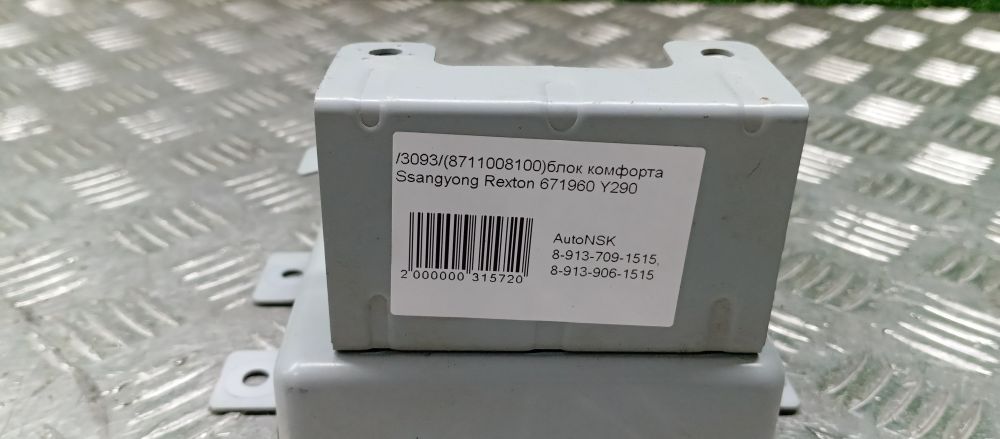 /3093/(8711008100)блок комфорта
Ssangyong Rexton 671960 Y290
AutoNSK
8-913-709-1515,
8-913-906-1515
2 000000 315720